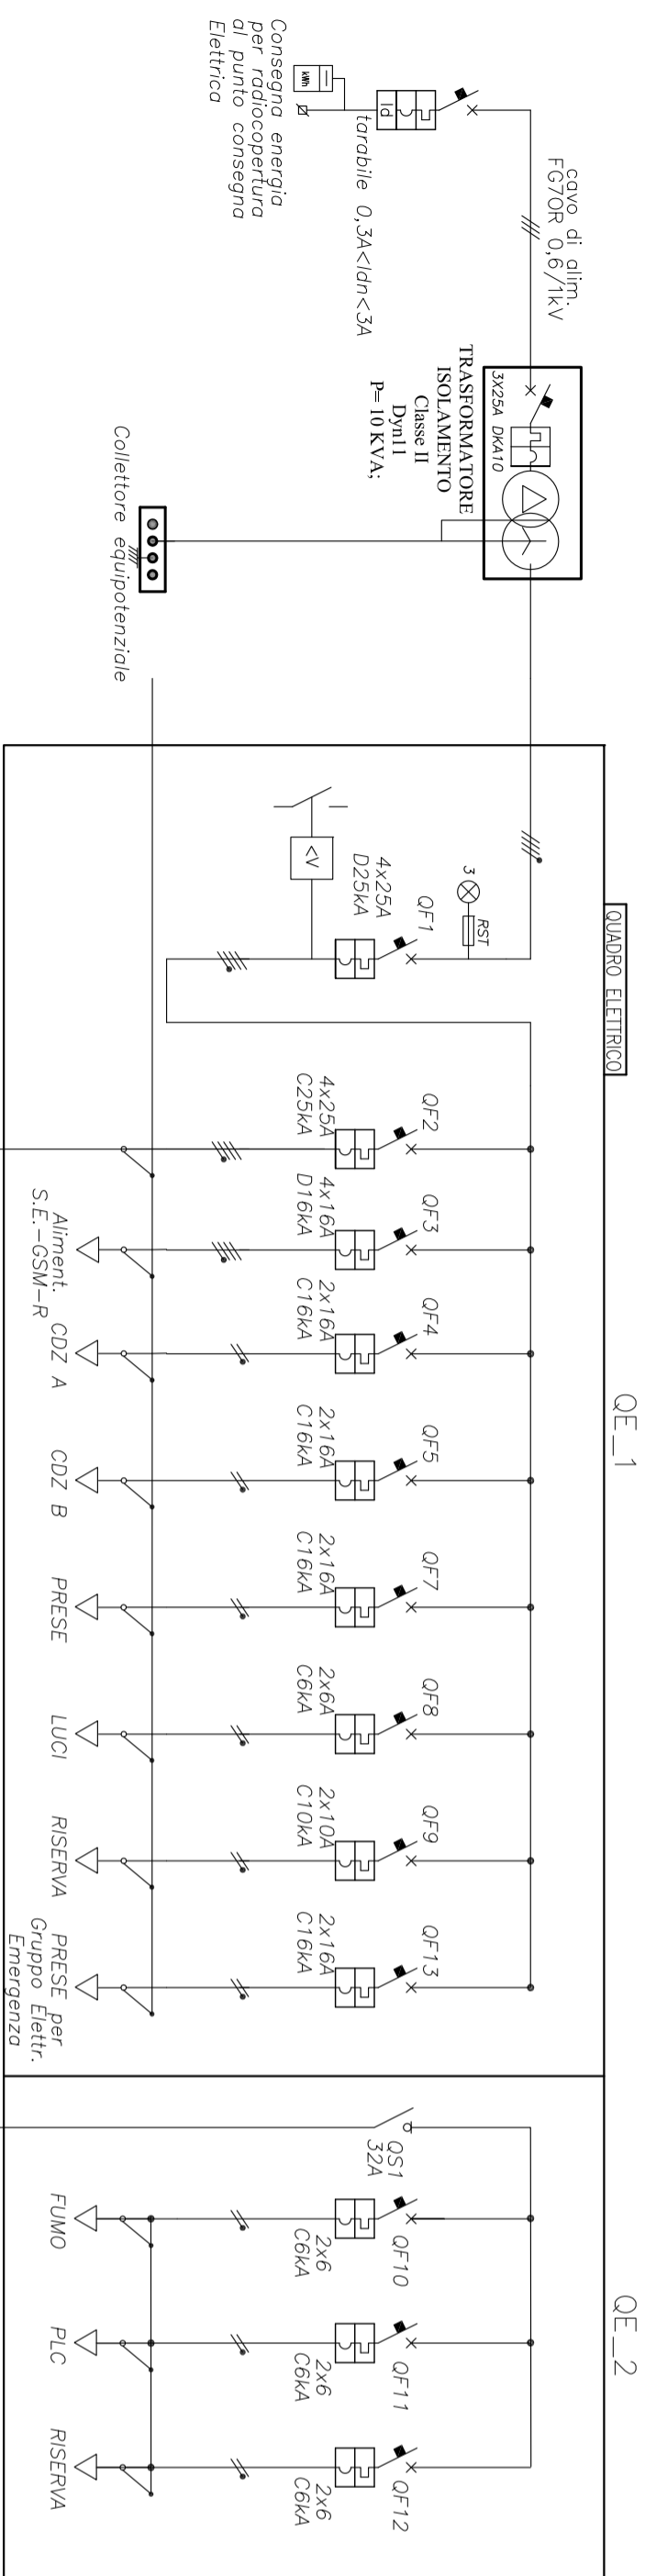 cavo di alim.
FG7OR 0,6/1kV
Id
tarabile 0,3A<Idn<3A
kWh
Consegna energia
per radiocopertura
al punto consegna
Elettrica
3X25A DKA10
TRASFORMATORE
ISOLAMENTO
Classe II
Dyn11
P= 10 KVA;
Collettore equipotenziale
QUADRO ELETTRICO
QE_1
3
RST
QF1
4x25A
D25kA
<V
QF2
4x25A
C25kA
QF3
4x16A
D16kA
Aliment.
S.E.-GSM-R
QF4
2x16A
C16kA
CDZ A
QF5
2x16A
C16kA
CDZ B
QF7
2x16A
C16kA
PRESE
QF8
2x6A
C6kA
LUCI
QF9
2x10A
C10kA
RISERVA
QF13
2x16A
C16kA
PRESE per
Gruppo Elettr.
Emergenza
QE_2
QS1
32A
QF10
2x6
C6kA
FUMO
QF11
2x6
C6kA
PLC
QF12
2x6
C6kA
RISERVA